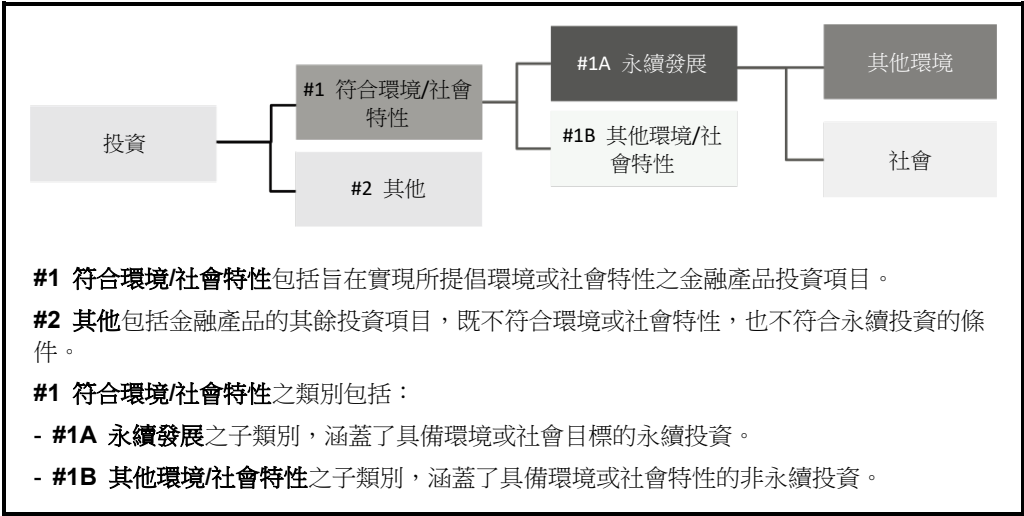 投資
#1 符合環境/社會
特性
#2 其他
#1A 永續發展
#1B 其他環境/社
會特性
其他環境
社會
#1 符合環境/社會特性包括旨在實現所提倡環境或社會特性之金融產品投資項目。
#2 其他包括金融產品的其餘投資項目，既不符合環境或社會特性，也不符合永續投資的條
件。
#1 符合環境/社會特性之類別包括：
- #1A 永續發展之子類別，涵蓋了具備環境或社會目標的永續投資。
- #1B 其他環境/社會特性之子類別，涵蓋了具備環境或社會特性的非永續投資。